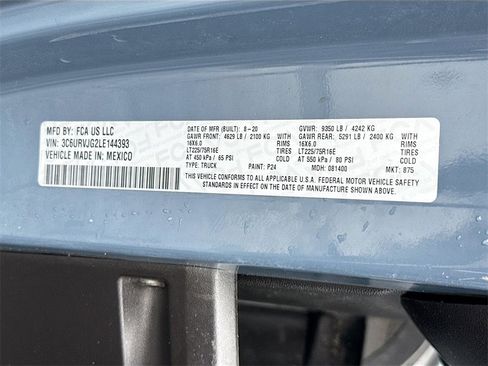 MFD BY: FCA US LLC
VIN: 3C6URVJG2LE144393
VEHICLE MADE IN: MEXICO
DATE OF MFR (BUILT): 8-20 GVWR: 9350 LB / 4242 KG
GAWR FRONT: 4629 LB / 2100 KG GAWR REAR: 5291 LB / 2400 KG
16X6.0 RIMS 16X6.0 RIMS
LT225/75R16E TIRES LT225/75R16E TIRES
AT 450 kPa / 65 PSI COLD AT 550 kPa / 80 PSI COLD
TYPE: TRUCK PAINT: P24 MDH: 081400 MKT: 875
THIS VEHICLE CONFORMS TO ALL APPLICABLE U.S.A. FEDERAL MOTOR VEHICLE SAFETY
STANDARDS IN EFFECT ON THE DATE OF MANUFACTURE SHOWN ABOVE.